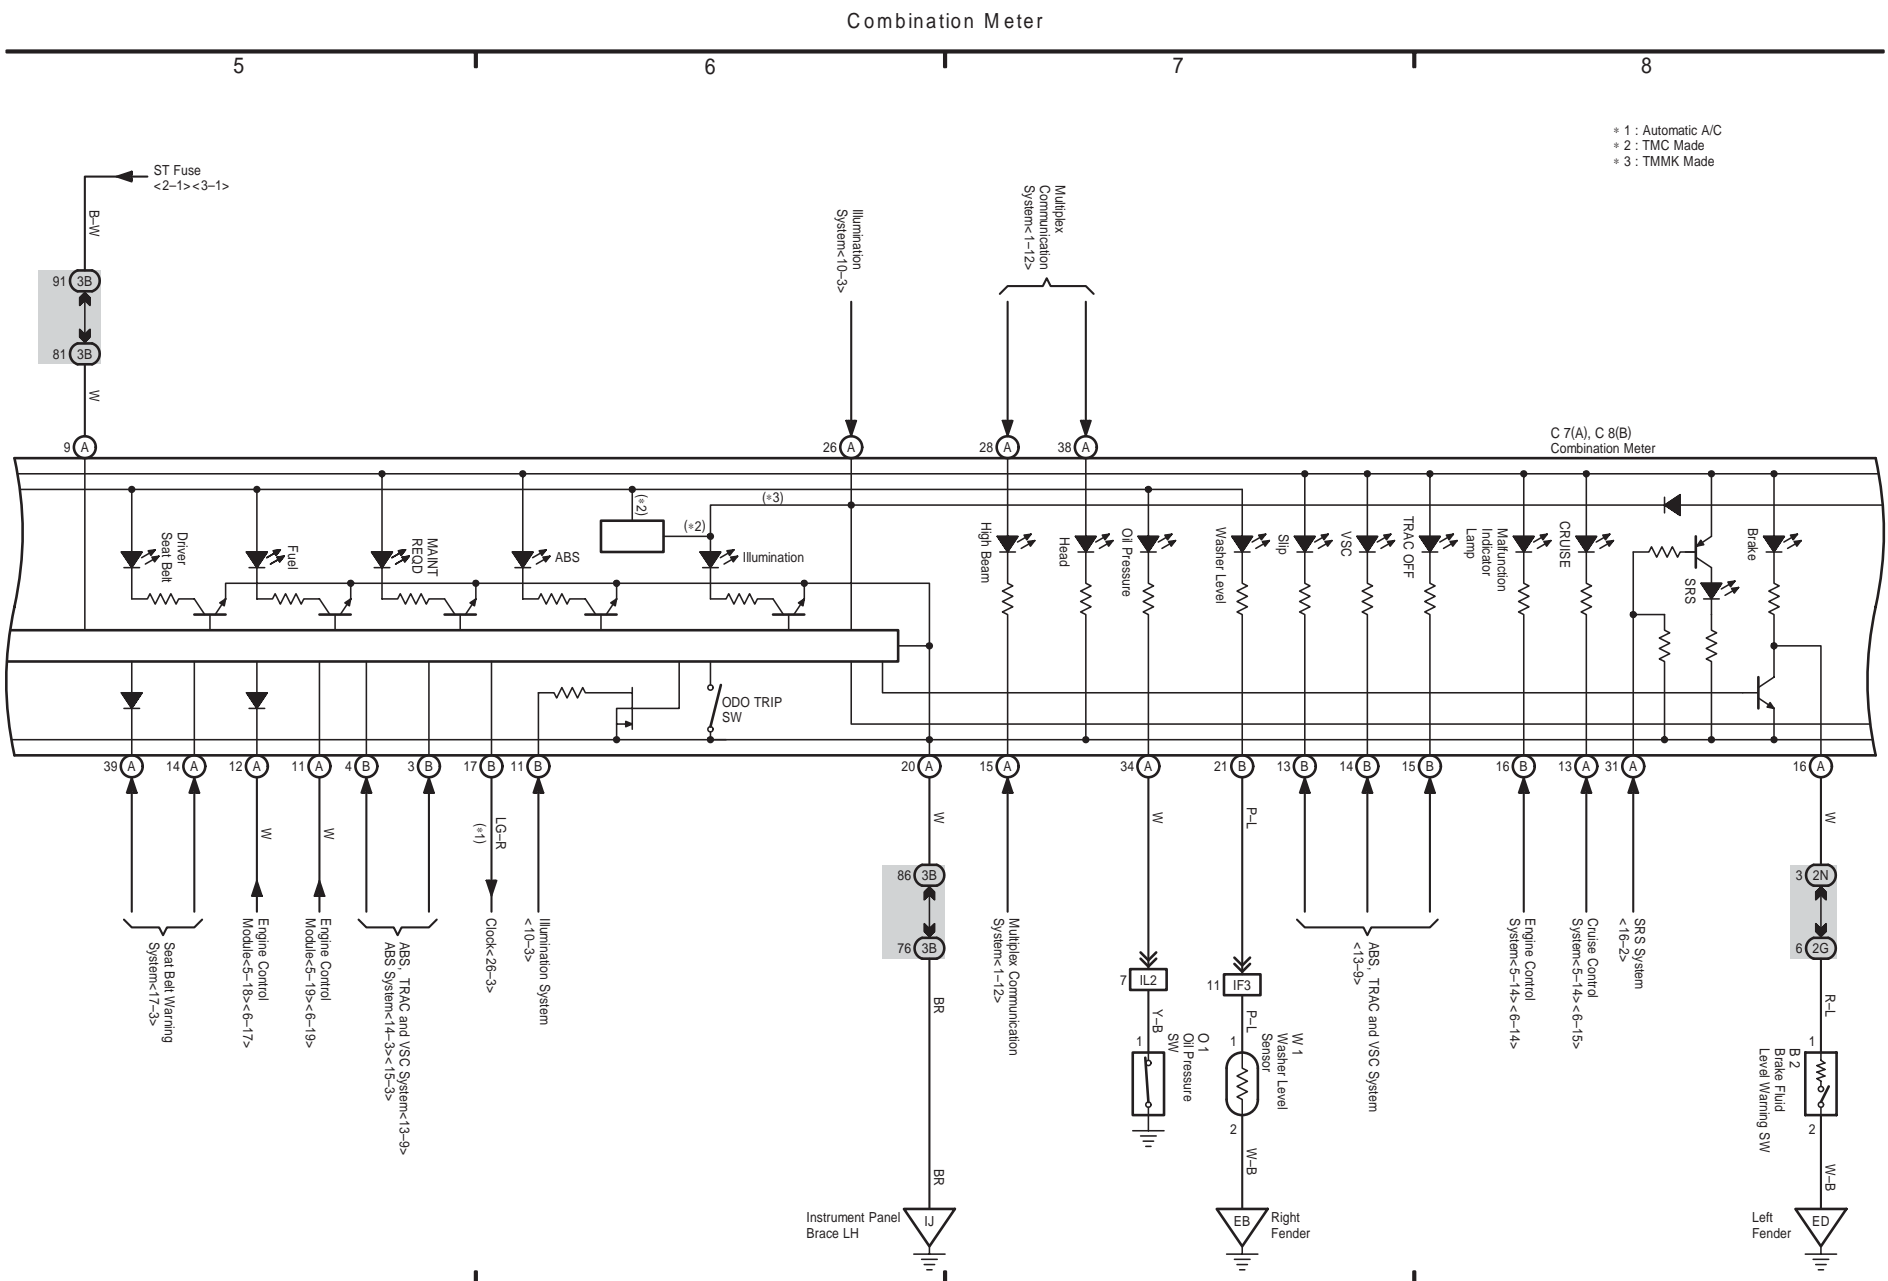 Combination Meter
5
6
7
8
* 1 : Automatic A/C
* 2 : TMC Made
* 3 : TMMK Made
ST Fuse
<2–1><3–1>
B–W
91 3B
81 3B
W
Illumination
System<10–3>
Multiplex
Communication
System<1–12>
9 A
26 A
28 A
38 A
C 7(A), C 8(B)
Combination Meter
(*2)
(*3)
(*2)
Driver
Seat Belt
Fuel
MAINT
REQD
ABS
Illumination
High Beam
Head
Oil Pressure
Washer Level
Slip
VSC
TRAC OFF
Malfunction
Indicator
Lamp
CRUISE
SRS
Brake
ODO TRIP
SW
39 A
14 A
12 A
11 A
4 B
3 B
17 B
11 B
20 A
15 A
34 A
21 B
13 B
14 B
15 B
16 B
13 A
31 A
16 A
W
W
LG–R
(*1)
W
W
P–L
W
86 3B
76 3B
3 2N
6 2G
Seat Belt Warning
System<17–3>
Engine Control
Module<5–18><6–17>
Engine Control
Module<5–19><6–19>
ABS, TRAC and VSC System<13–9>
ABS System<14–3><15–3>
Clock<26–3>
Illumination System
<10–3>
Multiplex Communication
System<1–12>
7 IL2
11 IF3
ABS, TRAC and VSC System
<13–9>
Engine Control
System<5–14><6–14>
Cruise Control
System<5–14><6–15>
SRS System
<16–2>
BR
Y–B
P–L
R–L
1
O 1
Oil Pressure
SW
1
W 1
Washer Level
Sensor
2
1
B 2
Brake Fluid
Level Warning SW
2
BR
W–B
W–B
Instrument Panel
Brace LH
IJ
EB
Right
Fender
Left
Fender
ED